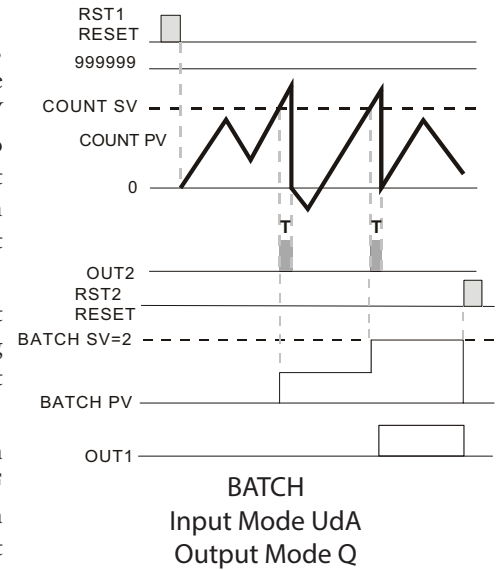 RST1
RESET
999999
COUNT SV
COUNT PV
0
T T
OUT2
RST2
RESET
BATCH SV=2
BATCH PV
OUT1
BATCH
Input Mode UdA
Output Mode Q